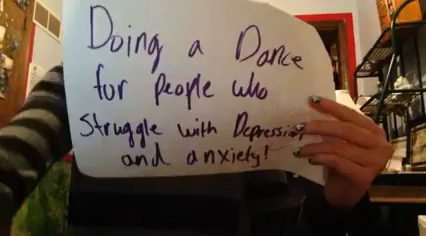 Doing a Dance
for people who
struggle with Depression
and anxiety!